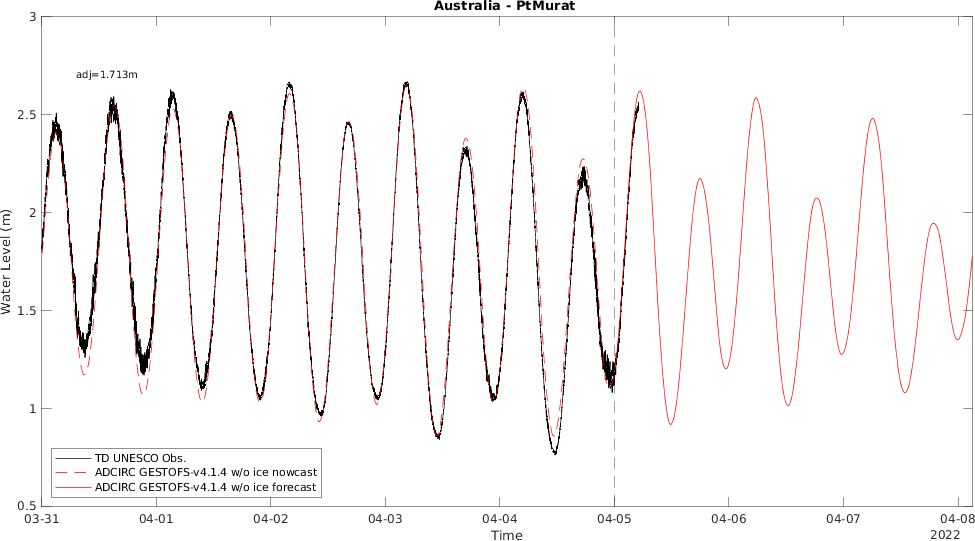 Australia - PtMurat
3
adj=1.713m
2.5
2
Water Level (m)
1.5
1
TD UNESCO Obs.
ADCIRC GESTOFS-v4.1.4 w/o ice nowcast
ADCIRC GESTOFS-v4.1.4 w/o ice forecast
0.5
03-31 04-01 04-02 04-03 04-04 04-05 04-06 04-07 04-08
Time
2022